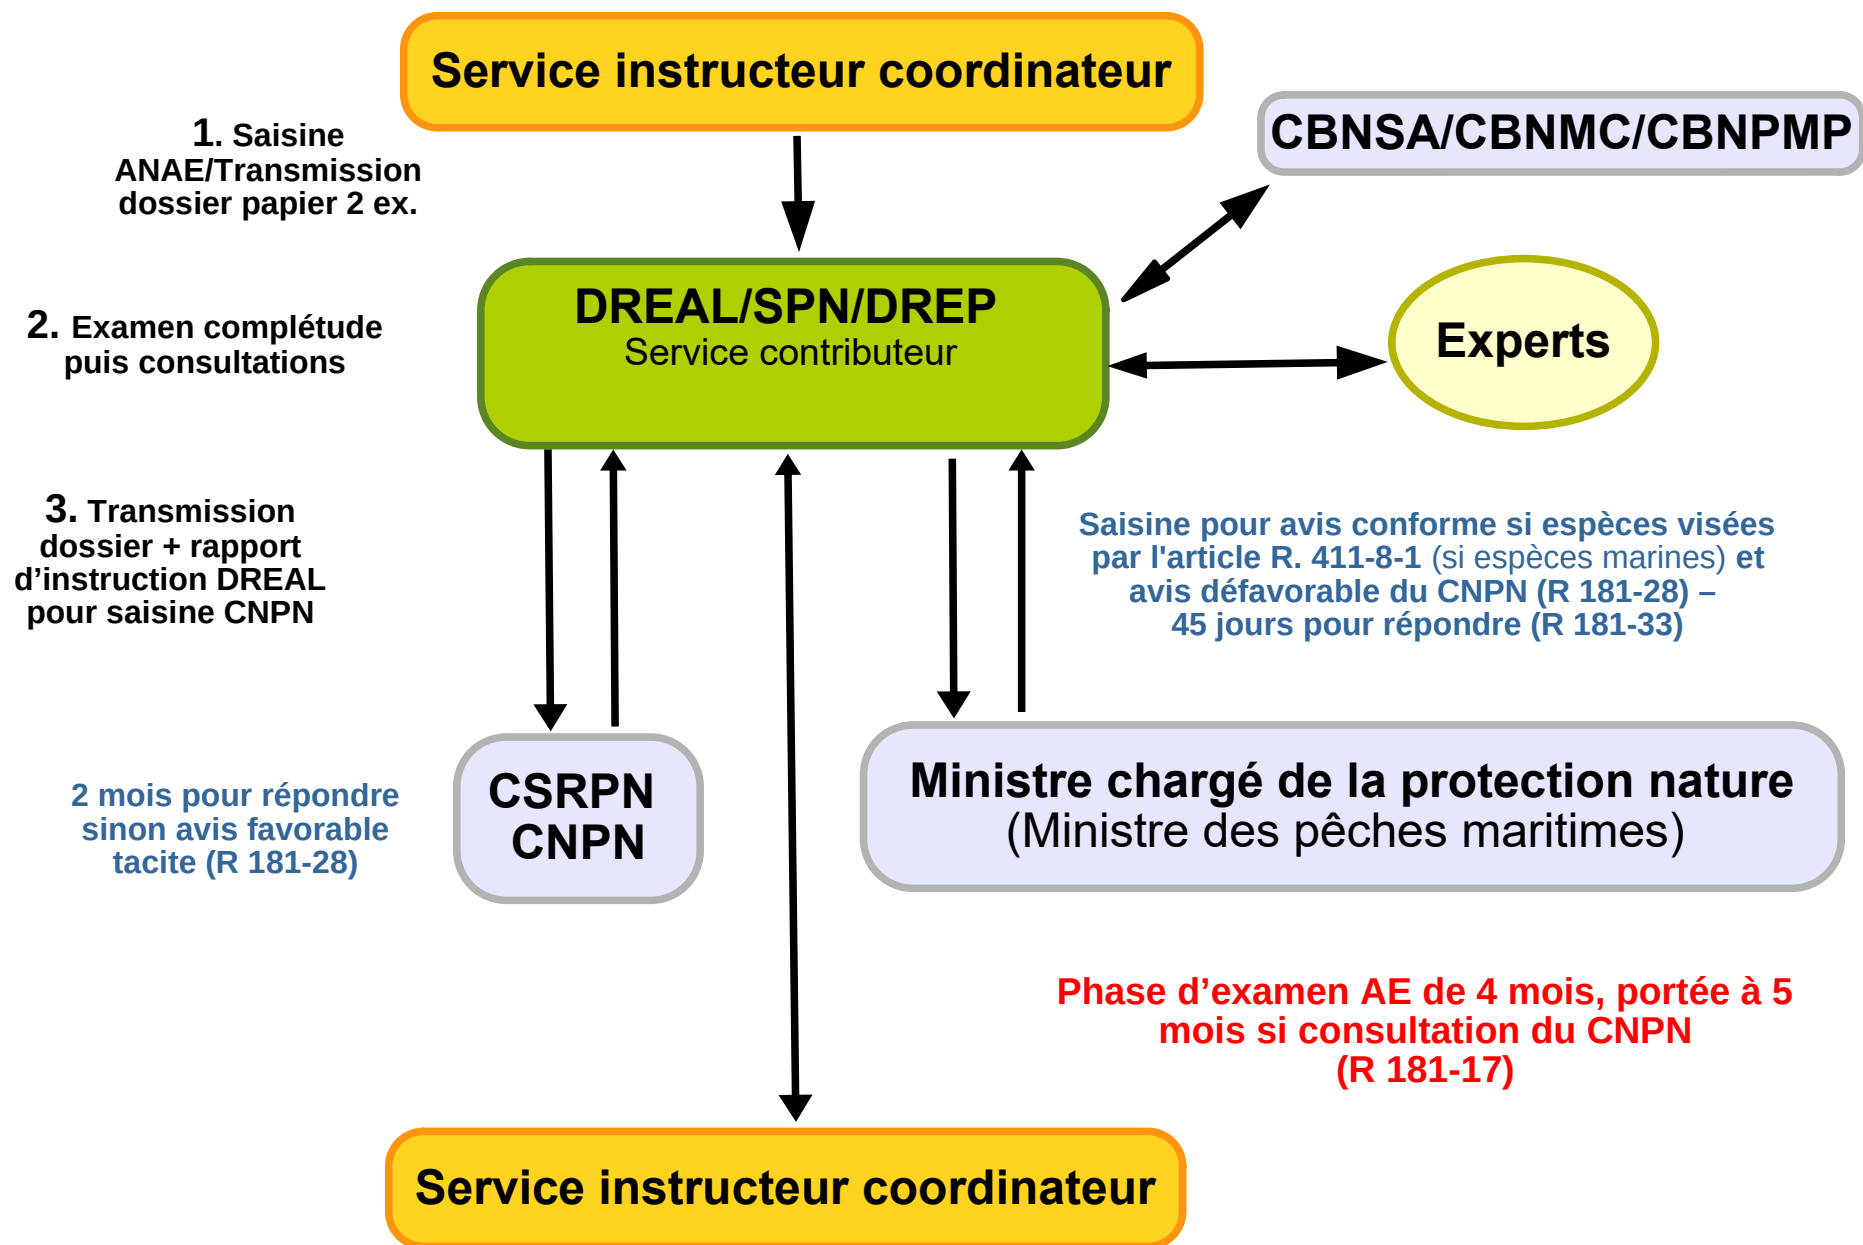 Service instructeur coordinateur
CBNSA/CBNMC/CBNPMP
1. Saisine
ANAE/Transmission
dossier papier 2 ex.
DREAL/SPN/DREP
Service contributeur
Experts
2. Examen complétude
puis consultations
3. Transmission
dossier + rapport
d’instruction DREAL
pour saisine CNPN
Saisine pour avis conforme si espèces visées
par l'article R. 411-8-1 (si espèces marines) et
avis défavorable du CNPN (R 181-28) –
45 jours pour répondre (R 181-33)
2 mois pour répondre
sinon avis favorable
tacite (R 181-28)
CSRPN
CNPN
Ministre chargé de la protection nature
(Ministre des pêches maritimes)
Phase d’examen AE de 4 mois, portée à 5
mois si consultation du CNPN
(R 181-17)
Service instructeur coordinateur